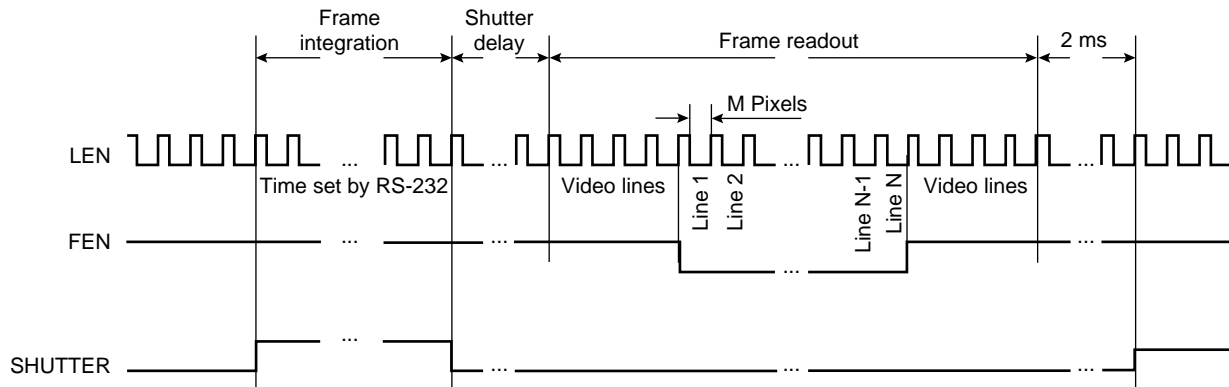 Frame
integration
Shutter
delay
Frame readout
2 ms
M Pixels
LEN
...
...
...
...
Time set by RS-232
Video lines
Line 1
Line 2
Line N-1
Line N
Video lines
FEN
...
...
...
...
SHUTTER
...
...
...
...